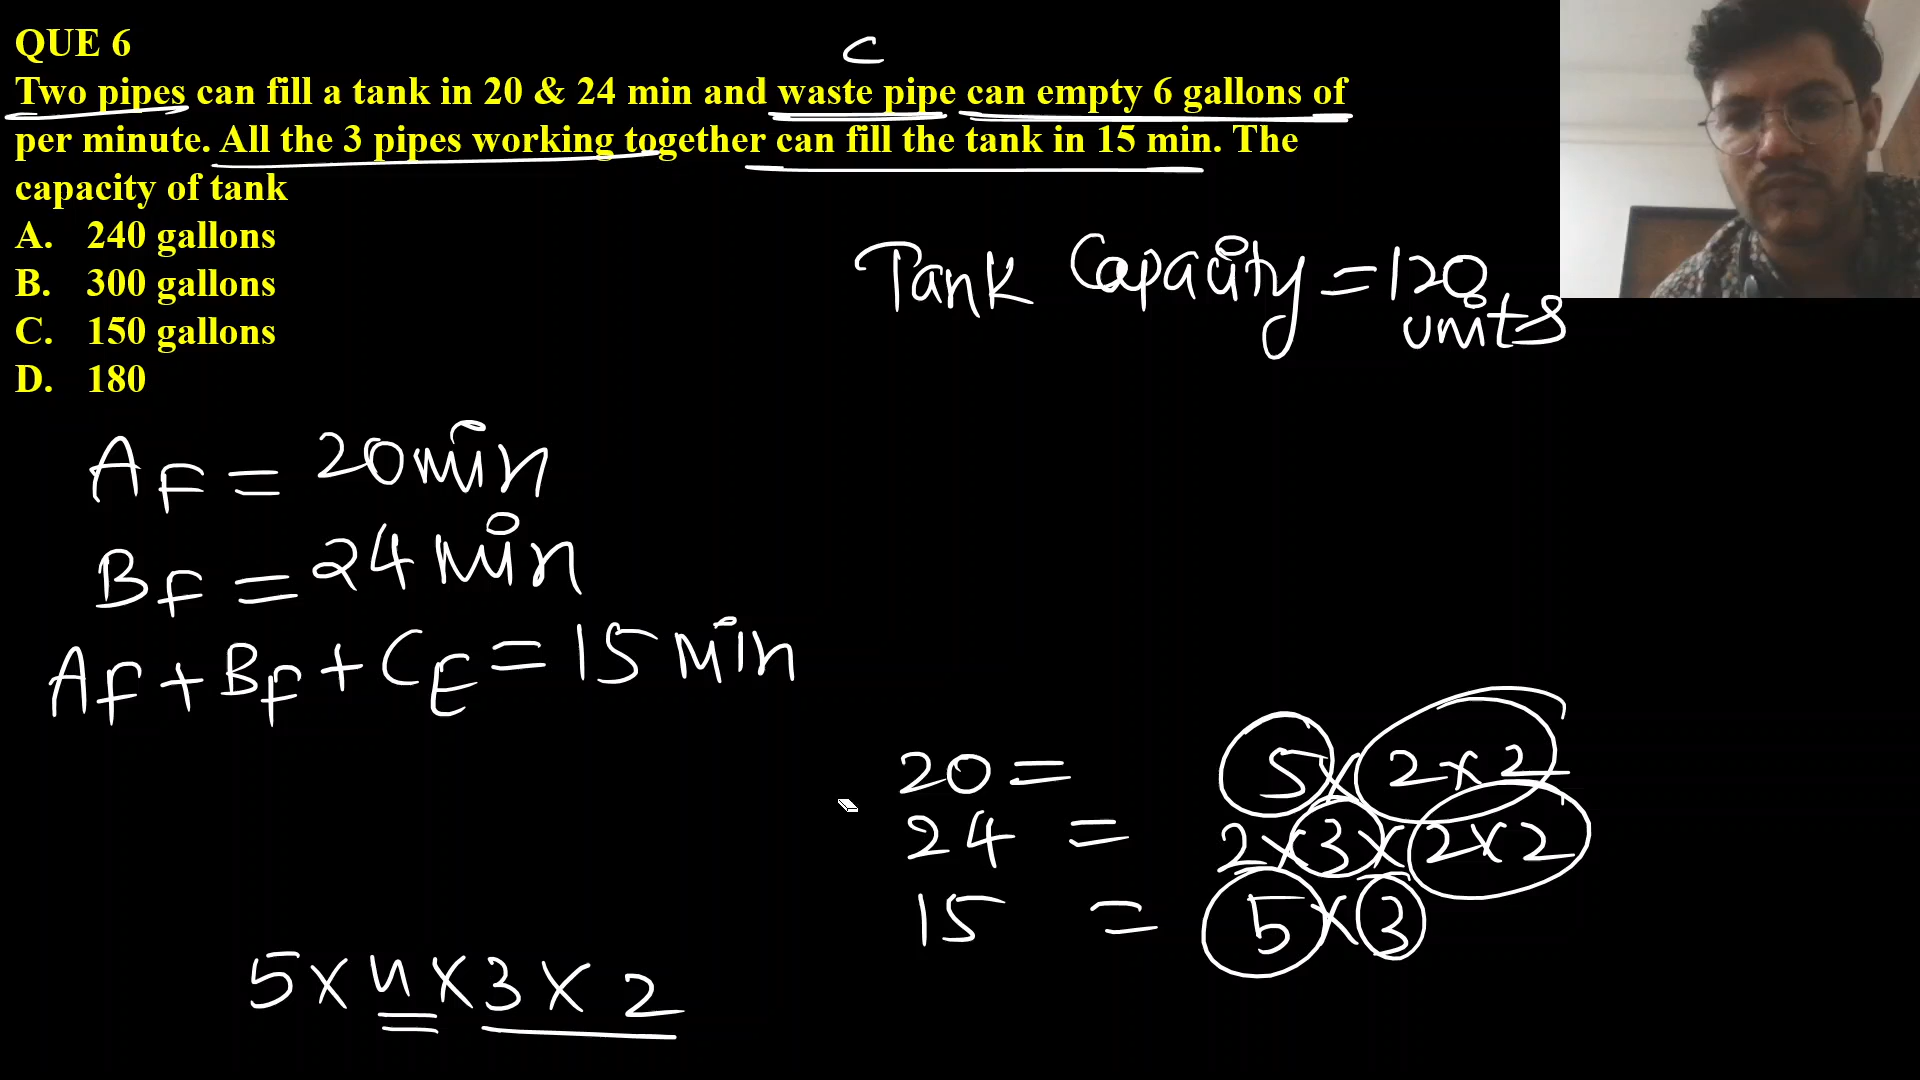 QUE 6
C
Two pipes can fill a tank in 20 & 24 min and waste pipe can empty 6 gallons of
per minute. All the 3 pipes working together can fill the tank in 15 min. The
capacity of tank
A. 240 gallons
B. 300 gallons
C. 150 gallons
D. 180
Tank Capacity = 120
units
AF = 20 min
BF = 24 min
AF + BF + CE = 15 Min
20 = 5 x 2 x 2
24 = 2 x 3 x 2 x 2
15 = 5 x 3
5 x 4 x 3 x 2